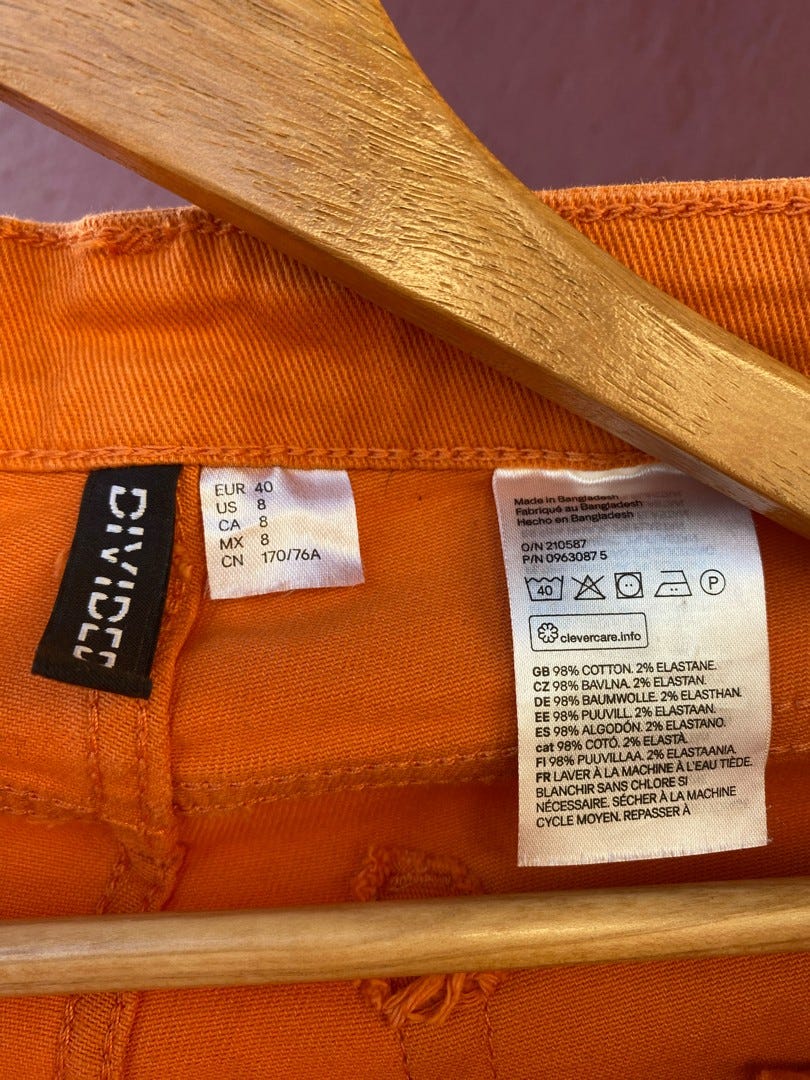 DIVIDED
EUR 40
US 8
CA 8
MX 8
CN 170/76A
Made in Bangladesh
Fabriqué au Bangladesh
Hecho en Bangladesh
O/N 210587
P/N 0963087 5
40 P
clevercare.info
GB 98% COTTON. 2% ELASTANE.
CZ 98% BAVLNA. 2% ELASTAN.
DE 98% BAUMWOLLE. 2% ELASTHAN.
EE 98% PUUVILL. 2% ELASTAAN.
ES 98% ALGODÓN. 2% ELASTANO.
cat 98% COTÓ. 2% ELASTÀ.
FI 98% PUUVILLAA. 2% ELASTAANIA.
FR LAVER À LA MACHINE À L'EAU TIÈDE.
BLANCHIR SANS CHLORE SI
NÉCESSAIRE. SÉCHER À LA MACHINE
CYCLE MOYEN. REPASSER À